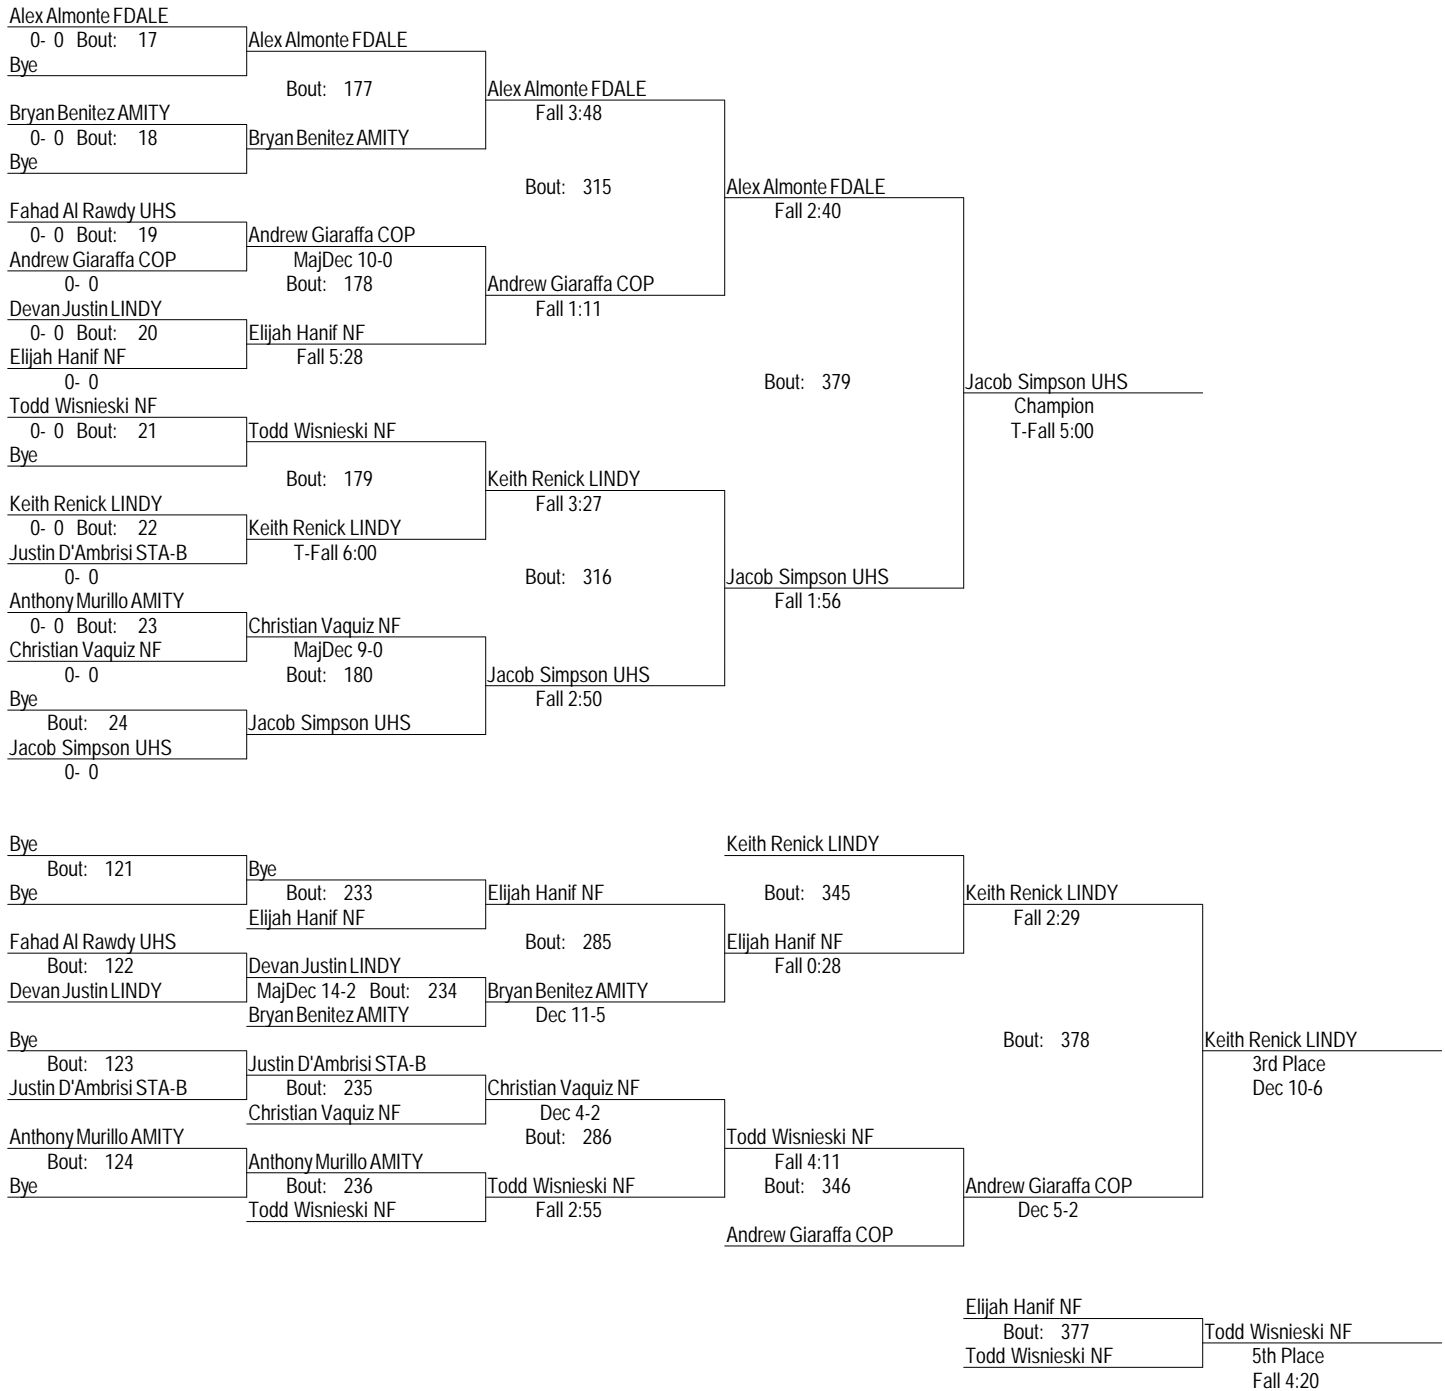 Alex Almonte FDALE
0- 0 Bout: 17 Alex Almonte FDALE
Bye
Bout: 177 Alex Almonte FDALE
Bryan Benitez AMITY Fall 3:48
0- 0 Bout: 18 Bryan Benitez AMITY
Bye
Bout: 315 Alex Almonte FDALE
Fahad Al Rawdy UHS Fall 2:40
0- 0 Bout: 19 Andrew Giaraffa COP
Andrew Giaraffa COP MajDec 10-0
0- 0 Bout: 178 Andrew Giaraffa COP
Devan Justin LINDY Fall 1:11
0- 0 Bout: 20 Elijah Hanif NF
Elijah Hanif NF Fall 5:28
0- 0 Bout: 379 Jacob Simpson UHS
Todd Wisnieski NF Champion
0- 0 Bout: 21 Todd Wisnieski NF T-Fall 5:00
Bye
Bout: 179 Keith Renick LINDY
Keith Renick LINDY Fall 3:27
0- 0 Bout: 22 Keith Renick LINDY
Justin D'Ambrisi STA-B T-Fall 6:00
0- 0 Bout: 316 Jacob Simpson UHS
Anthony Murillo AMITY Fall 1:56
0- 0 Bout: 23 Christian Vaquiz NF
Christian Vaquiz NF MajDec 9-0
0- 0 Bout: 180 Jacob Simpson UHS
Bye Fall 2:50
Bout: 24 Jacob Simpson UHS
Jacob Simpson UHS
0- 0
Bye Keith Renick LINDY
Bout: 121 Bye
Bye Bout: 233 Elijah Hanif NF Bout: 345 Keith Renick LINDY
Elijah Hanif NF Fall 2:29
Fahad Al Rawdy UHS Bout: 285 Elijah Hanif NF
Bout: 122 Devan Justin LINDY Fall 0:28
Devan Justin LINDY MajDec 14-2 Bout: 234 Bryan Benitez AMITY
Bryan Benitez AMITY Dec 11-5
Bye Bout: 378 Keith Renick LINDY
Bout: 123 Justin D'Ambrisi STA-B 3rd Place
Justin D'Ambrisi STA-B Bout: 235 Christian Vaquiz NF Dec 10-6
Christian Vaquiz NF Dec 4-2
Anthony Murillo AMITY Bout: 286 Todd Wisnieski NF
Bout: 124 Anthony Murillo AMITY Fall 4:11
Bye Bout: 236 Todd Wisnieski NF Bout: 346 Andrew Giaraffa COP
Todd Wisnieski NF Fall 2:55 Dec 5-2
Andrew Giaraffa COP
Elijah Hanif NF
Bout: 377 Todd Wisnieski NF
Todd Wisnieski NF 5th Place
Fall 4:20